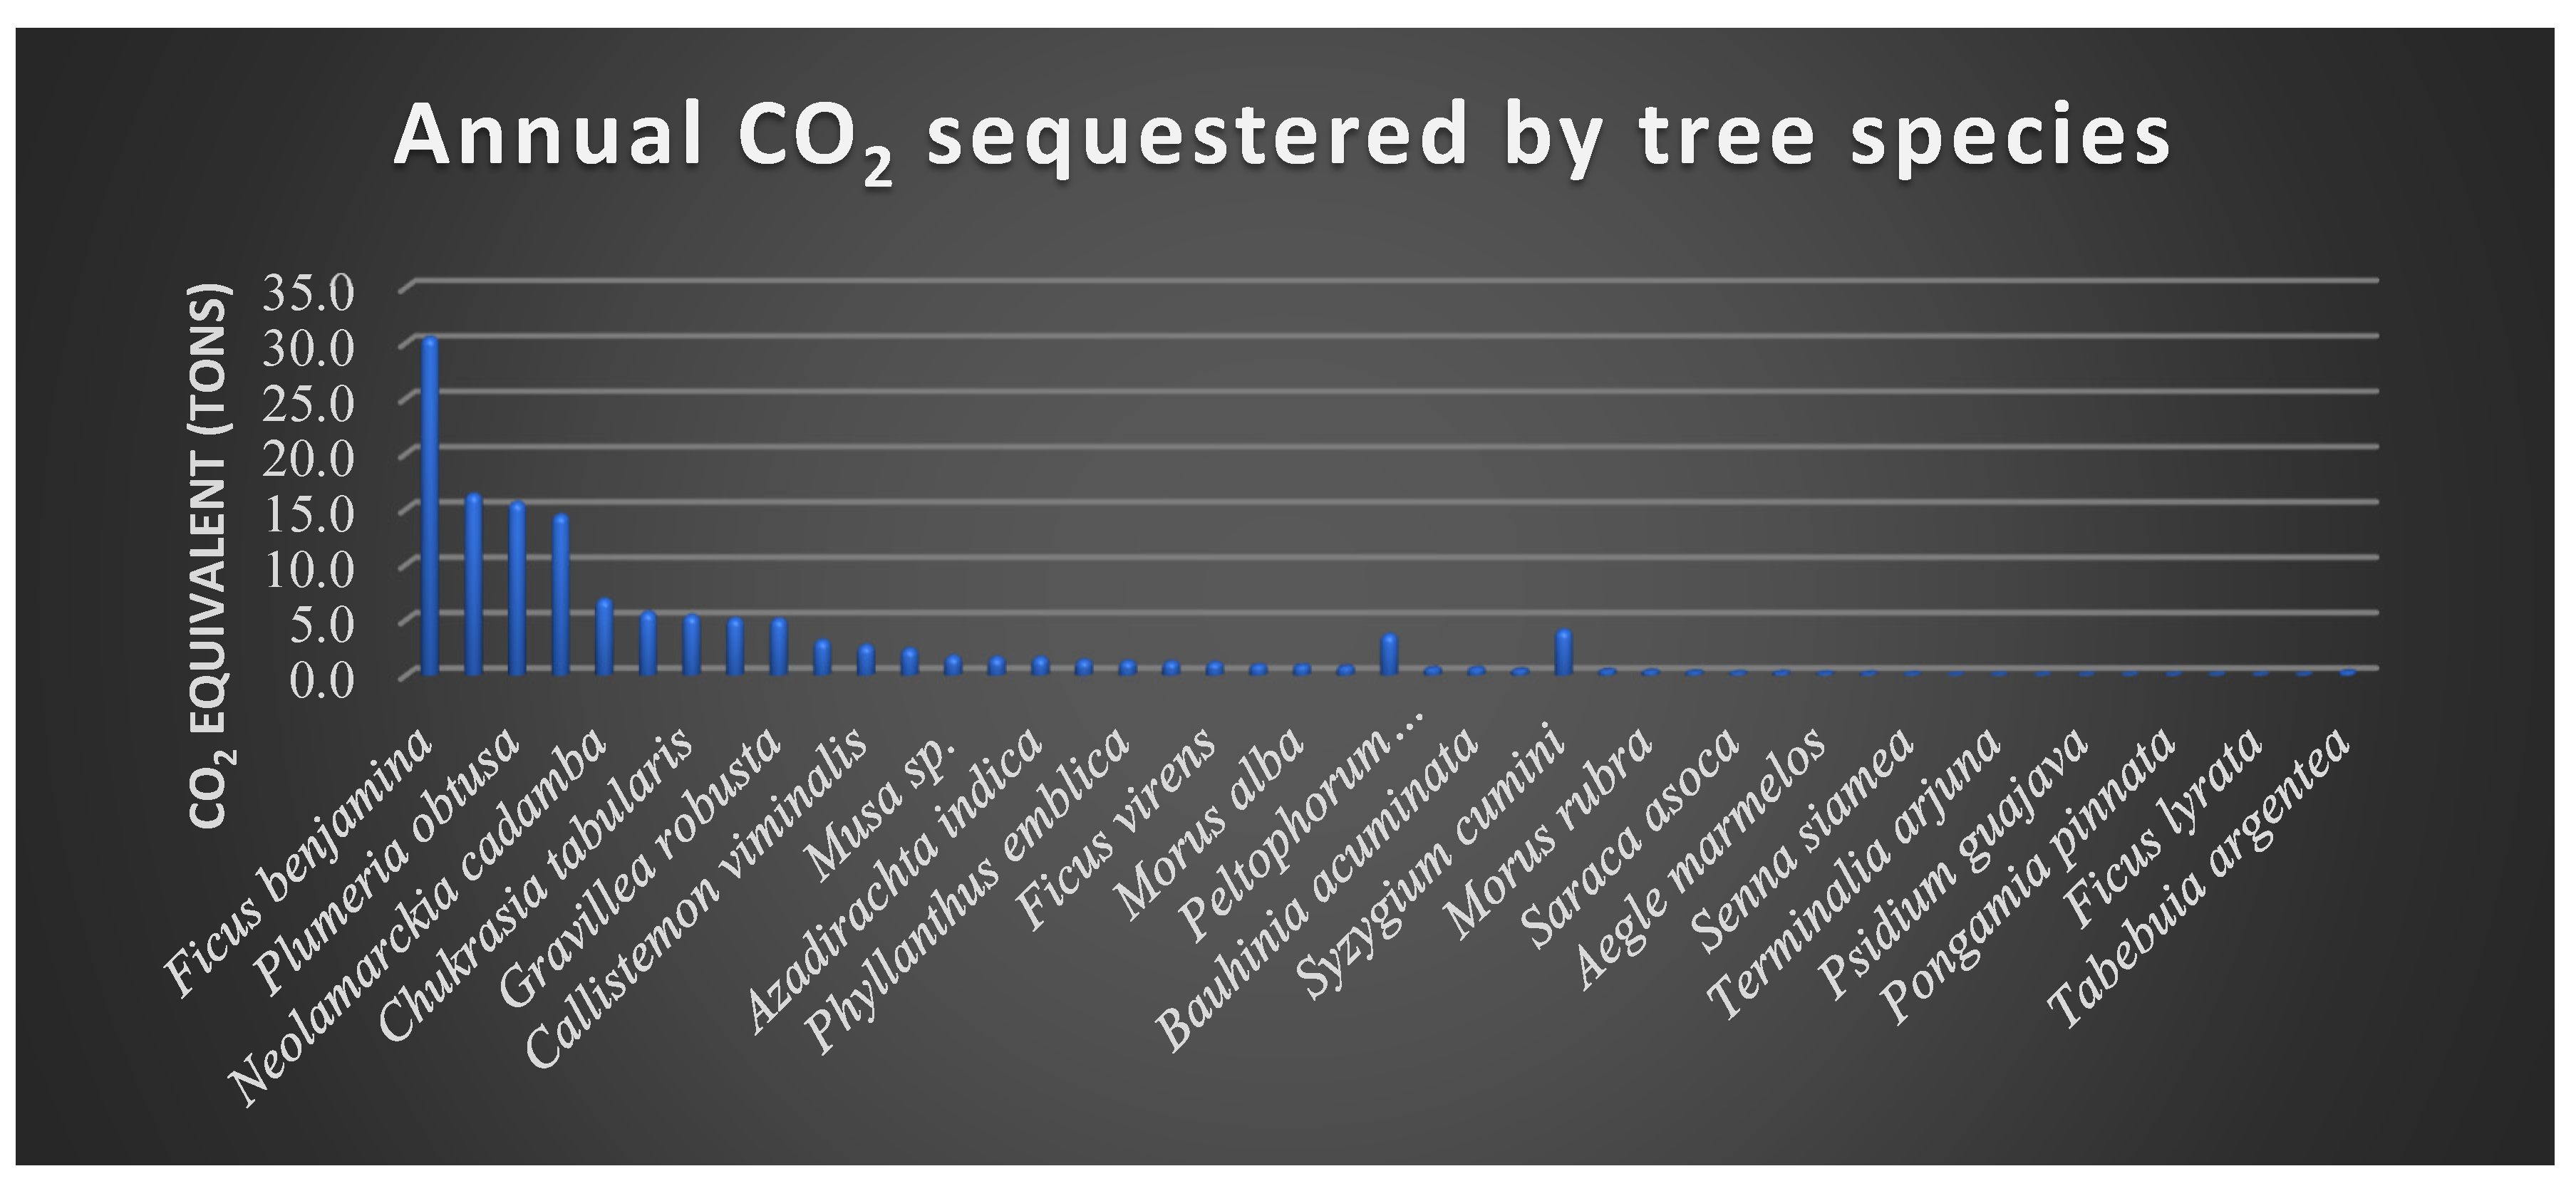 Annual CO₂ sequestered by tree species
CO₂ EQUIVALENT (TONS)
35.0
30.0
25.0
20.0
15.0
10.0
5.0
0.0
Ficus benjamina
Plumeria obtusa
Neolamarckia cadamba
Chukrasia tabularis
Gravillea robusta
Callistemon viminalis
Musa sp.
Azadirachta indica
Phyllanthus emblica
Ficus virens
Morus alba
Peltophorum…
Bauhinia acuminata
Syzygium cumini
Morus rubra
Saraca asoca
Aegle marmelos
Senna siamea
Terminalia arjuna
Psidium guajava
Pongamia pinnata
Ficus lyrata
Tabebuia argentea